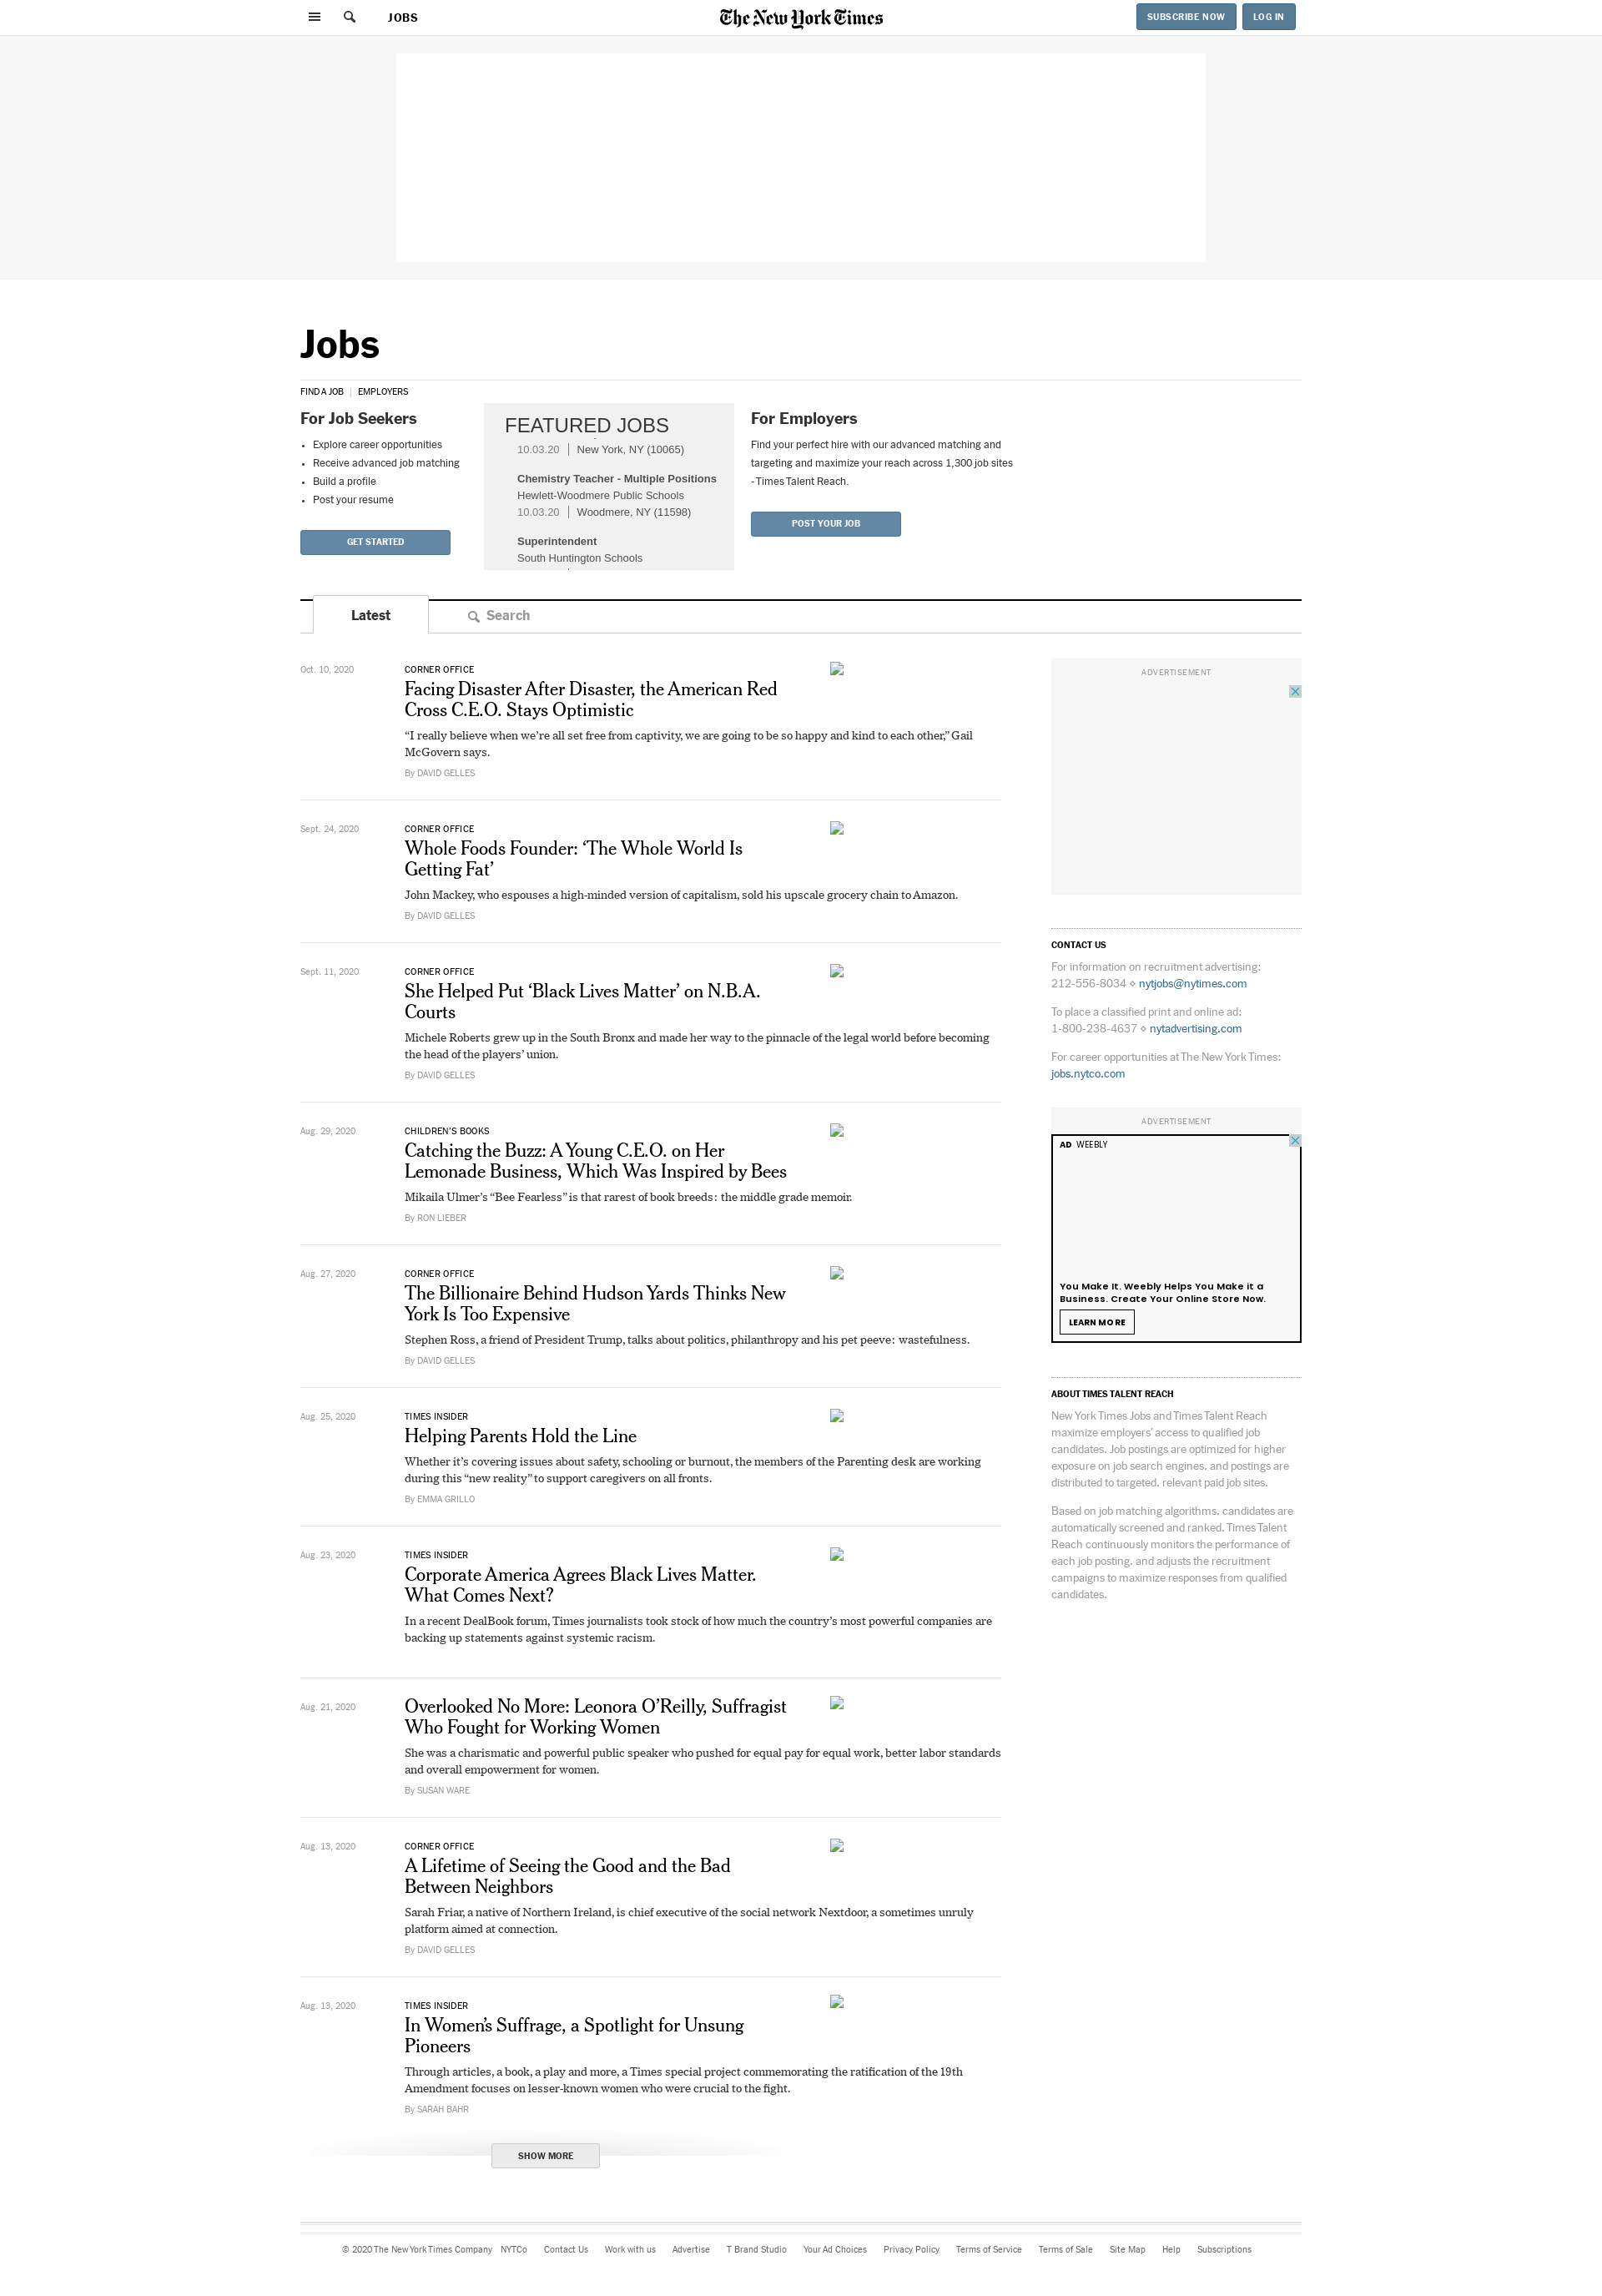 JOBS
The New York Times
SUBSCRIBE NOW
LOG IN
Jobs
FIND A JOB | EMPLOYERS
For Job Seekers
• Explore career opportunities
• Receive advanced job matching
• Build a profile
• Post your resume
GET STARTED
FEATURED JOBS
10.03.20 | New York, NY (10065)
Chemistry Teacher - Multiple Positions
Hewlett-Woodmere Public Schools
10.03.20 | Woodmere, NY (11598)
Superintendent
South Huntington Schools
For Employers
Find your perfect hire with our advanced matching and
targeting and maximize your reach across 1,300 job sites
- Times Talent Reach.
POST YOUR JOB
Latest
Search
Oct. 10, 2020
CORNER OFFICE
Facing Disaster After Disaster, the American Red
Cross C.E.O. Stays Optimistic
“I really believe when we’re all set free from captivity, we are going to be so happy and kind to each other,” Gail
McGovern says.
By DAVID GELLES
Sept. 24, 2020
CORNER OFFICE
Whole Foods Founder: ‘The Whole World Is
Getting Fat’
John Mackey, who espouses a high-minded version of capitalism, sold his upscale grocery chain to Amazon.
By DAVID GELLES
Sept. 11, 2020
CORNER OFFICE
She Helped Put ‘Black Lives Matter’ on N.B.A.
Courts
Michele Roberts grew up in the South Bronx and made her way to the pinnacle of the legal world before becoming
the head of the players’ union.
By DAVID GELLES
Aug. 29, 2020
CHILDREN'S BOOKS
Catching the Buzz: A Young C.E.O. on Her
Lemonade Business, Which Was Inspired by Bees
Mikaila Ulmer’s “Bee Fearless” is that rarest of book breeds: the middle grade memoir.
By RON LIEBER
Aug. 27, 2020
CORNER OFFICE
The Billionaire Behind Hudson Yards Thinks New
York Is Too Expensive
Stephen Ross, a friend of President Trump, talks about politics, philanthropy and his pet peeve: wastefulness.
By DAVID GELLES
Aug. 25, 2020
TIMES INSIDER
Helping Parents Hold the Line
Whether it’s covering issues about safety, schooling or burnout, the members of the Parenting desk are working
during this “new reality” to support caregivers on all fronts.
By EMMA GRILLO
Aug. 23, 2020
TIMES INSIDER
Corporate America Agrees Black Lives Matter.
What Comes Next?
In a recent DealBook forum, Times journalists took stock of how much the country’s most powerful companies are
backing up statements against systemic racism.
Aug. 21, 2020
Overlooked No More: Leonora O’Reilly, Suffragist
Who Fought for Working Women
She was a charismatic and powerful public speaker who pushed for equal pay for equal work, better labor standards
and overall empowerment for women.
By SUSAN WARE
Aug. 13, 2020
CORNER OFFICE
A Lifetime of Seeing the Good and the Bad
Between Neighbors
Sarah Friar, a native of Northern Ireland, is chief executive of the social network Nextdoor, a sometimes unruly
platform aimed at connection.
By DAVID GELLES
Aug. 13, 2020
TIMES INSIDER
In Women’s Suffrage, a Spotlight for Unsung
Pioneers
Through articles, a book, a play and more, a Times special project commemorating the ratification of the 19th
Amendment focuses on lesser-known women who were crucial to the fight.
By SARAH BAHR
SHOW MORE
ADVERTISEMENT
CONTACT US
For information on recruitment advertising:
212-556-8034 ⋄ nytjobs@nytimes.com
To place a classified print and online ad:
1-800-238-4637 ⋄ nytadvertising.com
For career opportunities at The New York Times:
jobs.nytco.com
ADVERTISEMENT
AD WEEBLY
You Make It. Weebly Helps You Make it a
Business. Create Your Online Store Now.
LEARN MORE
ABOUT TIMES TALENT REACH
New York Times Jobs and Times Talent Reach
maximize employers’ access to qualified job
candidates. Job postings are optimized for higher
exposure on job search engines, and postings are
distributed to targeted, relevant paid job sites.
Based on job matching algorithms, candidates are
automatically screened and ranked. Times Talent
Reach continuously monitors the performance of
each job posting, and adjusts the recruitment
campaigns to maximize responses from qualified
candidates.
© 2020 The New York Times Company NYTCo Contact Us Work with us Advertise T Brand Studio Your Ad Choices Privacy Policy Terms of Service Terms of Sale Site Map Help Subscriptions